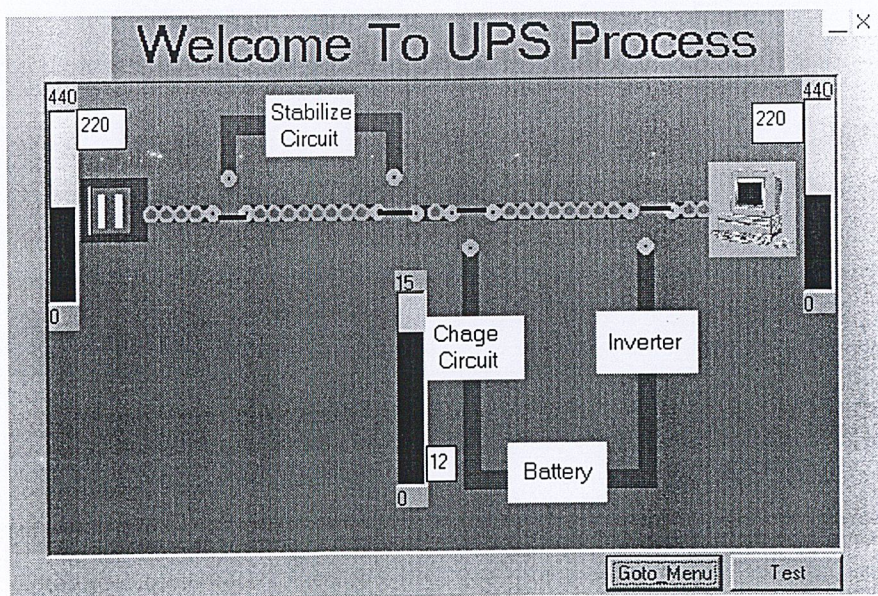 Welcome To UPS Process
440
220
Stabilize
Circuit
440
220
0
15
Chage
Circuit
12
0
Inverter
Battery
0
Goto_Menu
Test